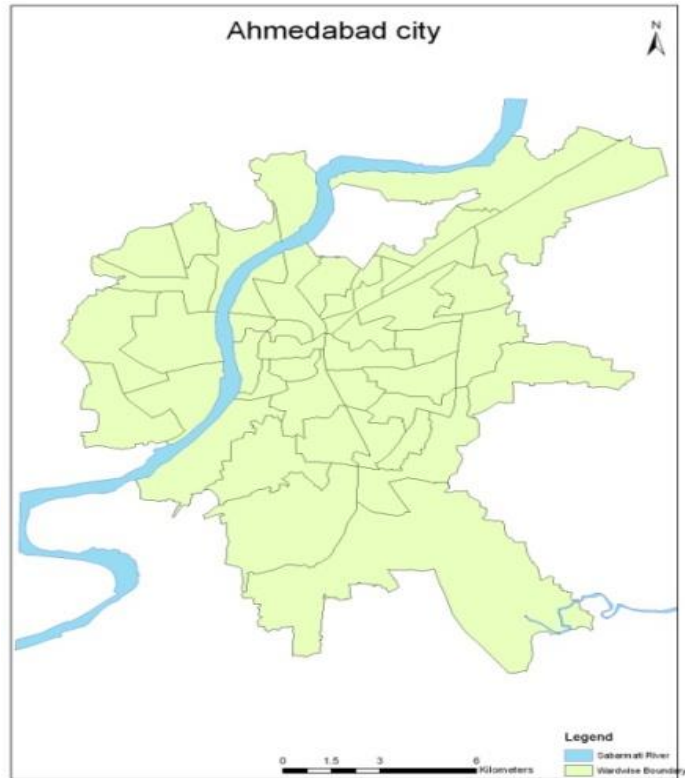 Ahmedabad city
N
Legend
Sabarmati River
Wardwise Boundary
0 1.5 3 6
Kilometers